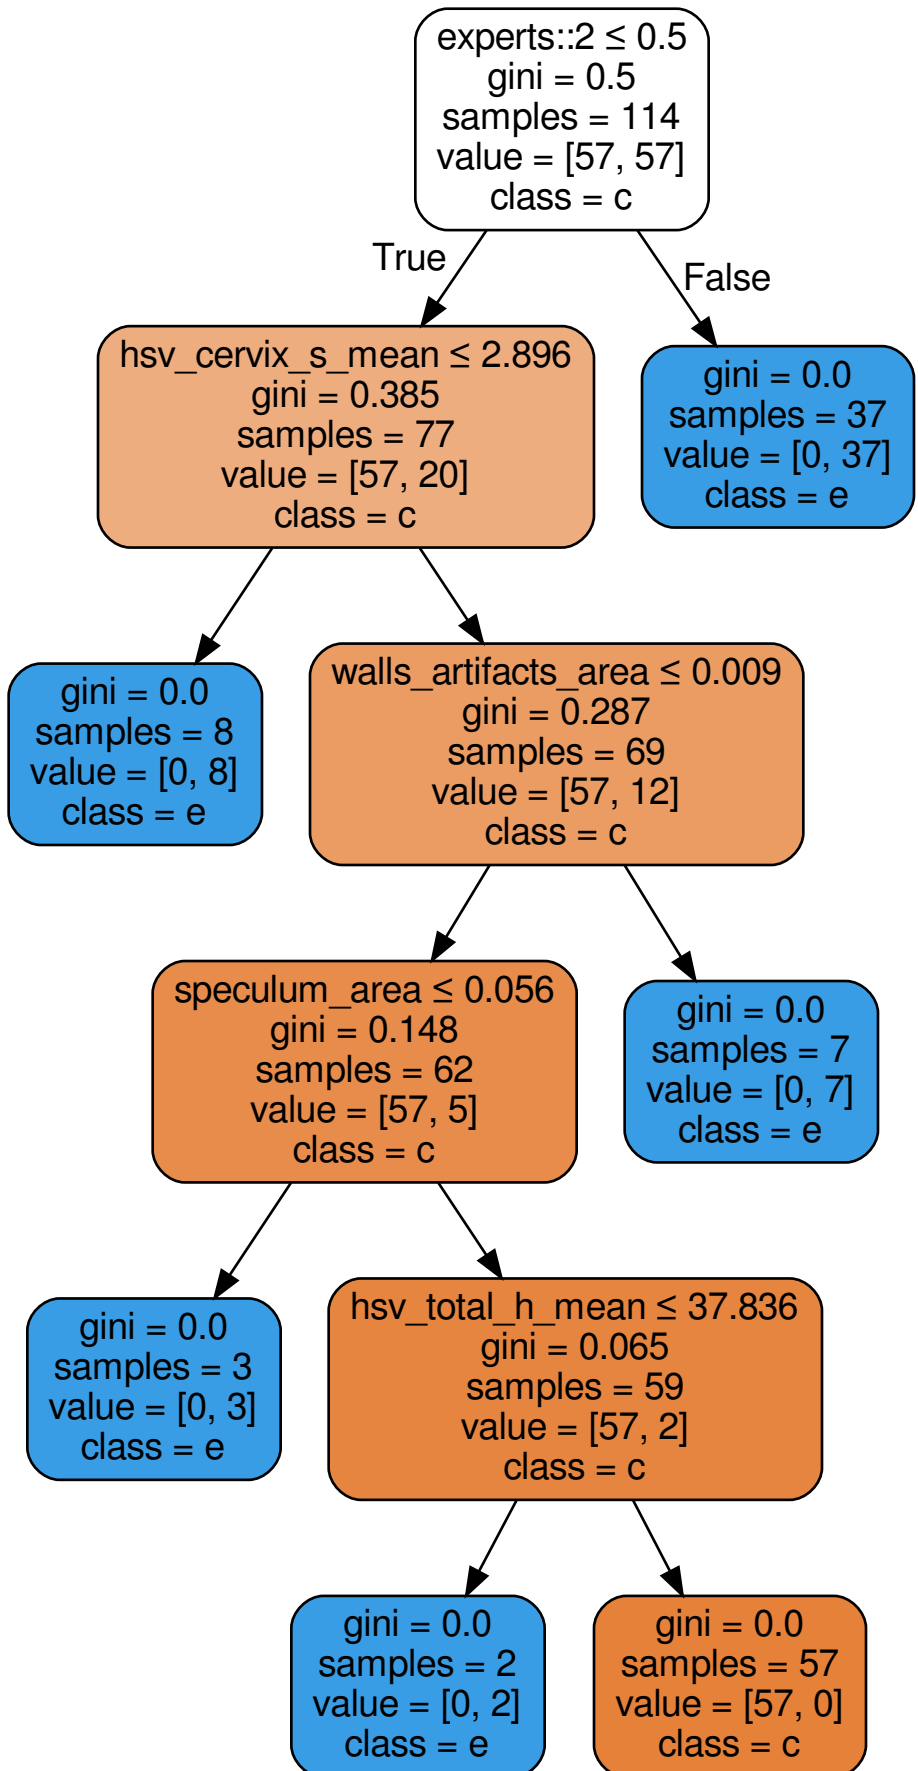 experts::2 ≤ 0.5
gini = 0.5
samples = 114
value = [57, 57]
class = c
True
False
hsv_cervix_s_mean ≤ 2.896
gini = 0.385
samples = 77
value = [57, 20]
class = c
gini = 0.0
samples = 37
value = [0, 37]
class = e
gini = 0.0
samples = 8
value = [0, 8]
class = e
walls_artifacts_area ≤ 0.009
gini = 0.287
samples = 69
value = [57, 12]
class = c
speculum_area ≤ 0.056
gini = 0.148
samples = 62
value = [57, 5]
class = c
gini = 0.0
samples = 7
value = [0, 7]
class = e
gini = 0.0
samples = 3
value = [0, 3]
class = e
hsv_total_h_mean ≤ 37.836
gini = 0.065
samples = 59
value = [57, 2]
class = c
gini = 0.0
samples = 2
value = [0, 2]
class = e
gini = 0.0
samples = 57
value = [57, 0]
class = c